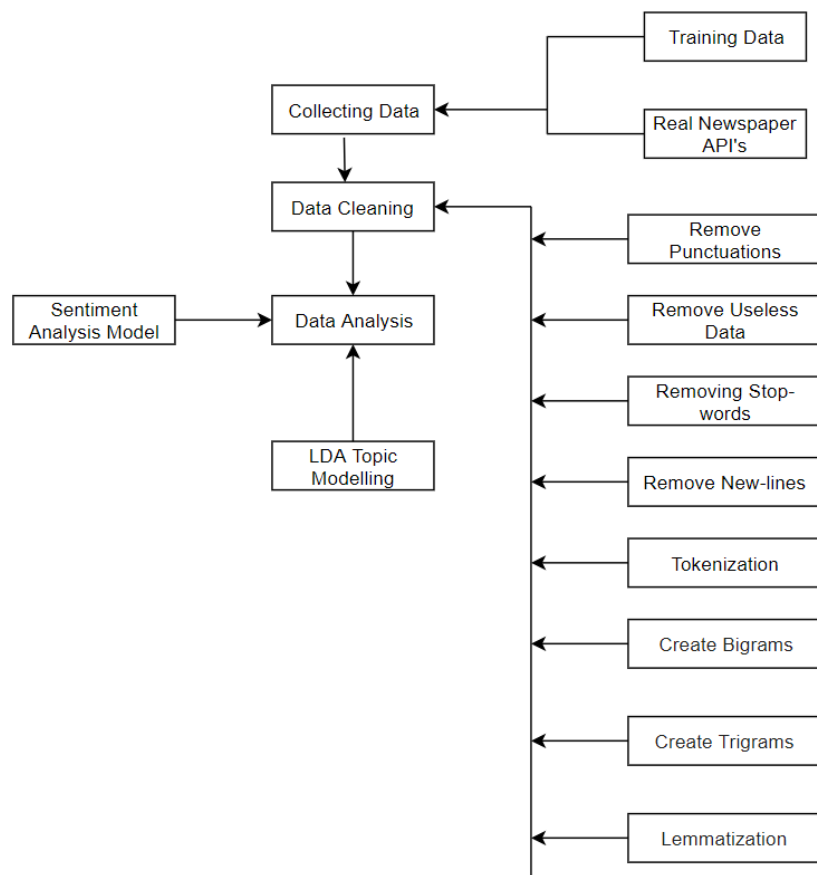 Training Data
Collecting Data
Real Newspaper
API's
Data Cleaning
Remove
Punctuations
Sentiment
Analysis Model
Data Analysis
Remove Useless
Data
Removing Stop-
words
LDA Topic
Modelling
Remove New-lines
Tokenization
Create Bigrams
Create Trigrams
Lemmatization